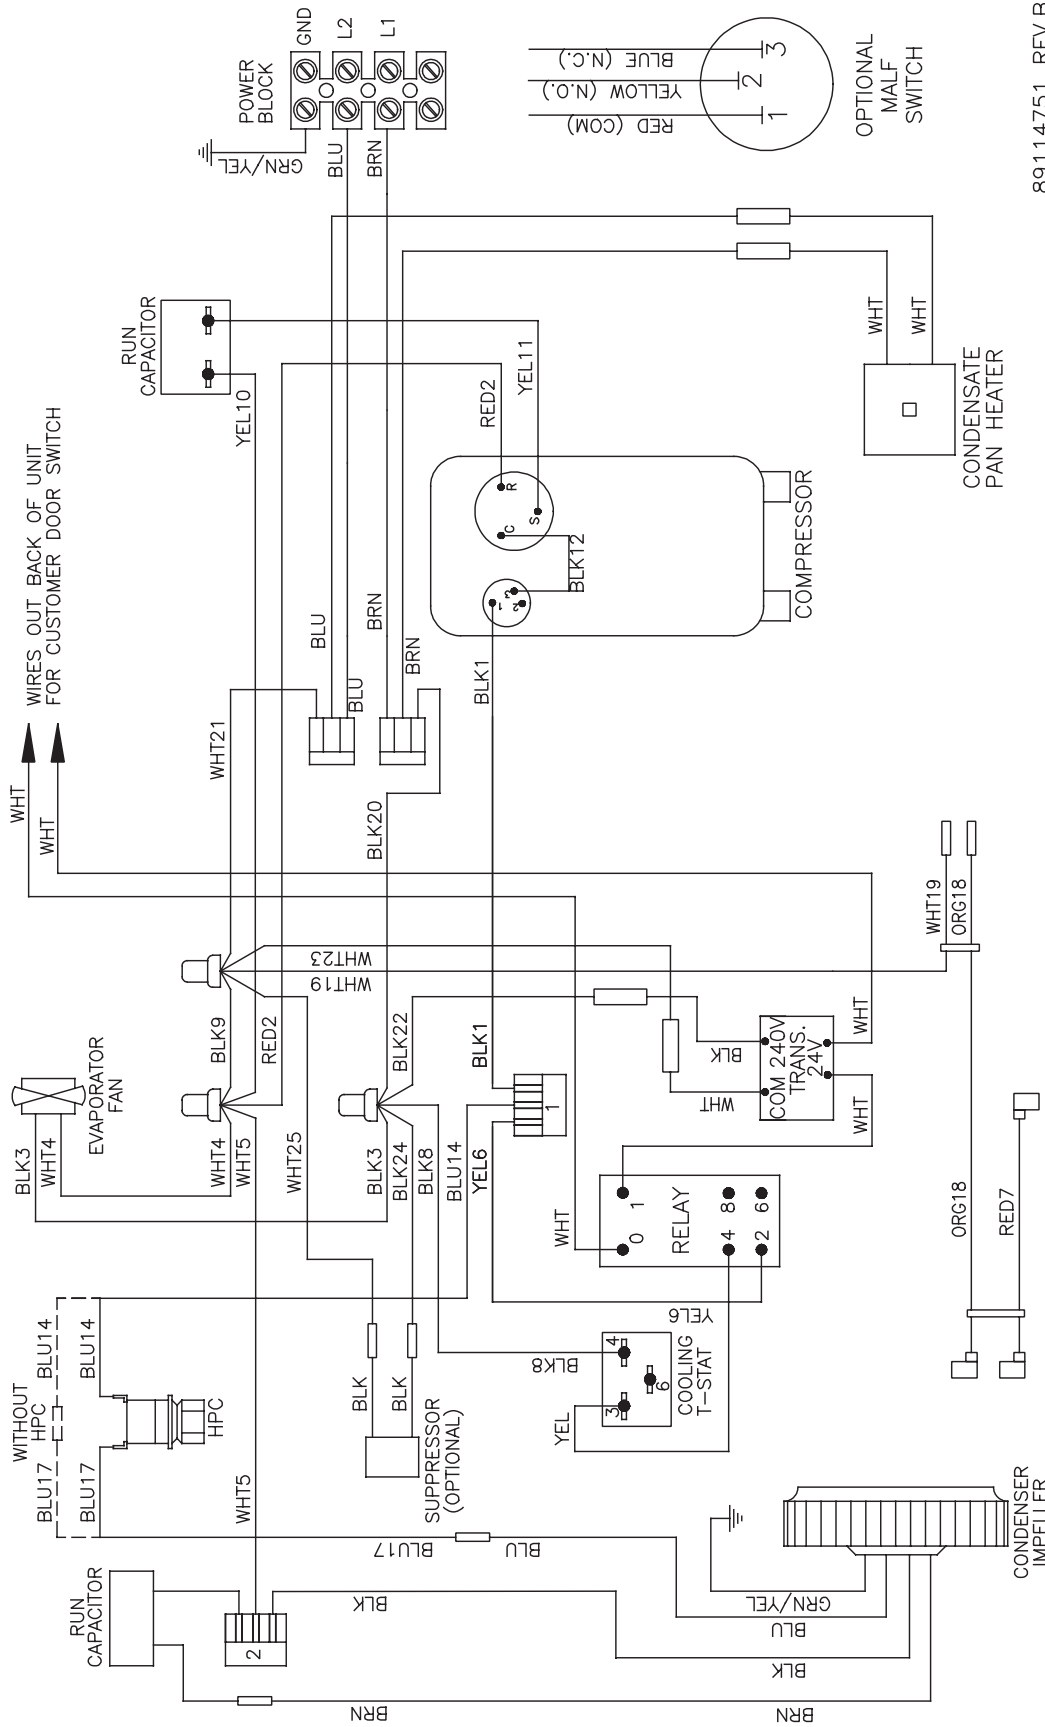 GND
L2
L1
POWER
BLOCK
BLUE (N.C.)
YELLOW (N.O.)
RED (COM)
3
2
1
OPTIONAL
MALF
SWITCH
89114751 REV.B
GRN/YEL
BLU
BRN
RUN
CAPACITOR
YEL10
WIRES OUT BACK OF UNIT
FOR CUSTOMER DOOR SWITCH
WHT
WHT
RED2
YEL11
WHT
WHT
CONDENSATE
PAN HEATER
R
S
C
BLK12
3
1
2
COMPRESSOR
BLU
BRN
BLU
BRN
BLK1
WHT21
BLK20
WHT23
WHT19
WHT19
ORG18
BLK9
RED2
BLK22
BLK1
BLK
WHT
COM 240V
TRANS.
24V
WHT
WHT
EVAPORATOR
FAN
BLK3
WHT4
WHT4
WHT5
WHT25
BLK3
BLK24
BLK8
BLU14
YEL6
1
WHT
0
1
RELAY
4
8
2
6
YEL6
ORG18
RED7
BLU14
BLU14
WITHOUT
HPC
HPC
BLU17
BLU17
WHT5
BLK
BLK
SUPPRESSOR
(OPTIONAL)
BLK8
4
6
3
COOLING
T-STAT
YEL
BLU17
BLU
RUN
CAPACITOR
2
BLK
GRN/YEL
BLU
BLK
BRN
BRN
CONDENSER
IMPELLER